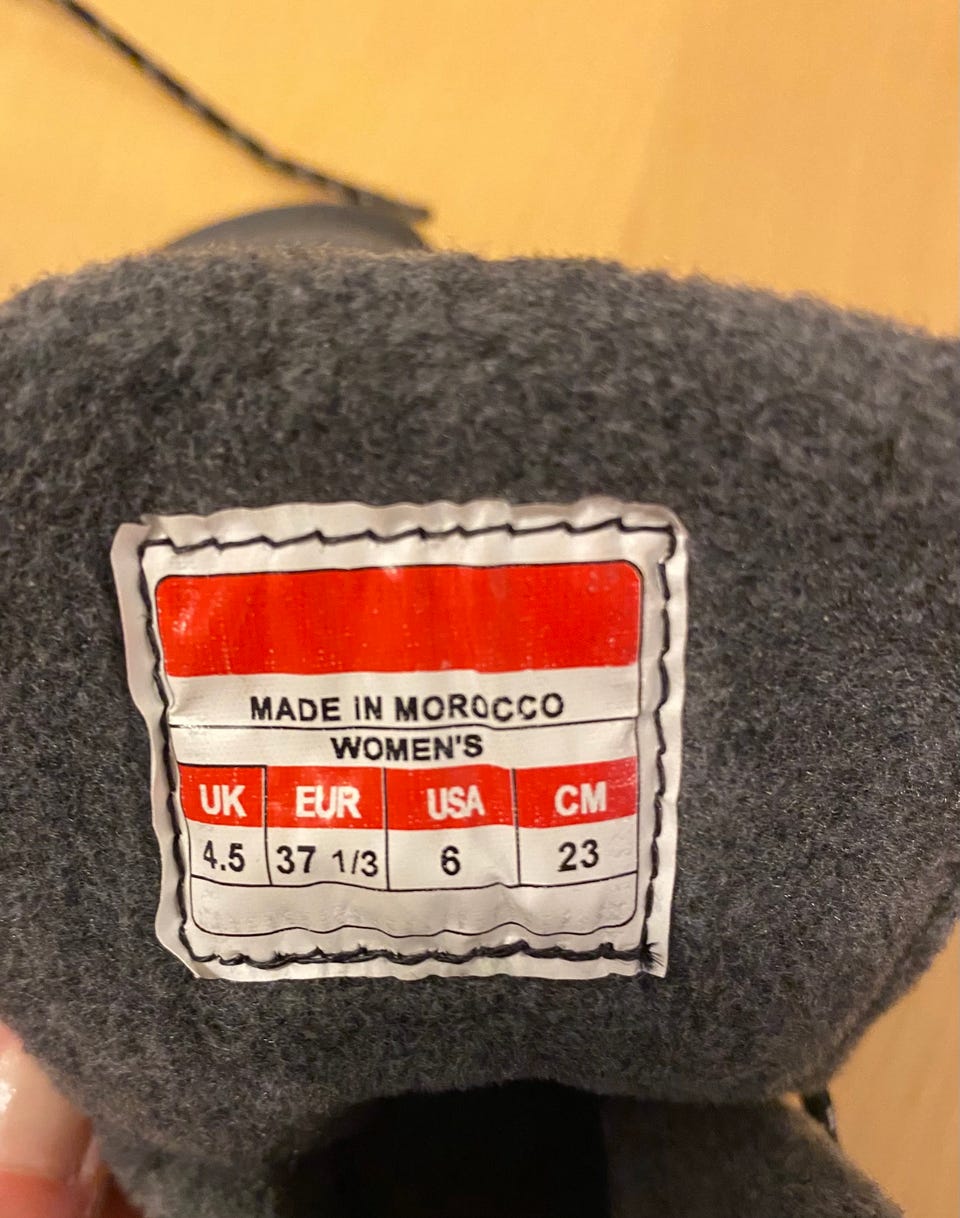 MADE IN MOROCCO
WOMEN'S
UK EUR USA CM
4.5 37 1/3 6 23